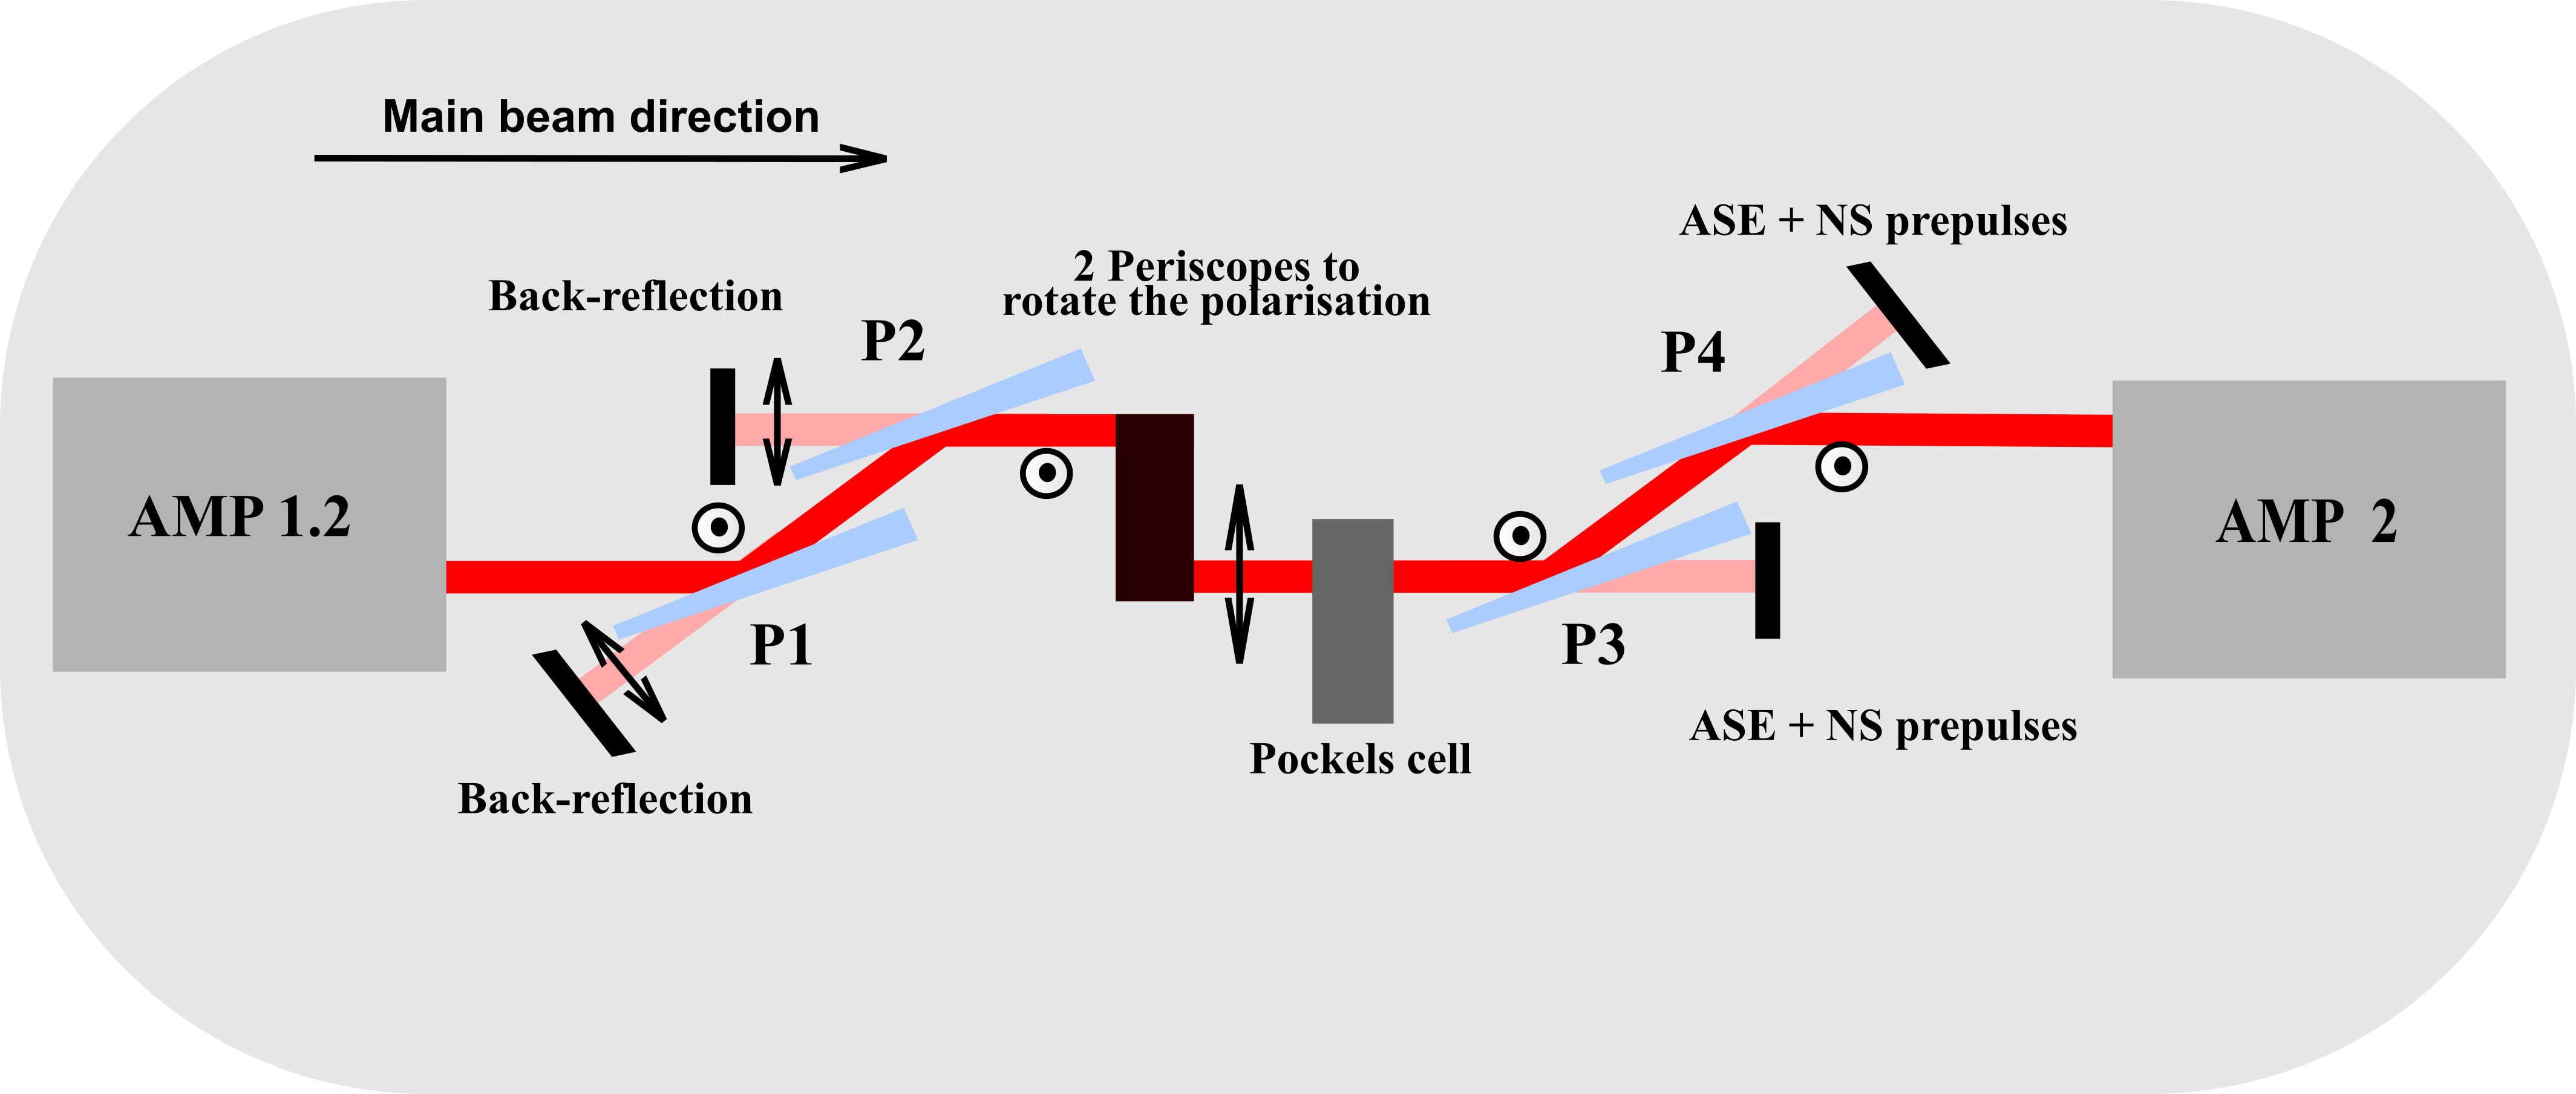 Main beam direction
ASE + NS prepulses
2 Periscopes to
rotate the polarisation
Back-reflection
P2
P4
AMP 1.2
AMP 2
P1
P3
ASE + NS prepulses
Pockels cell
Back-reflection